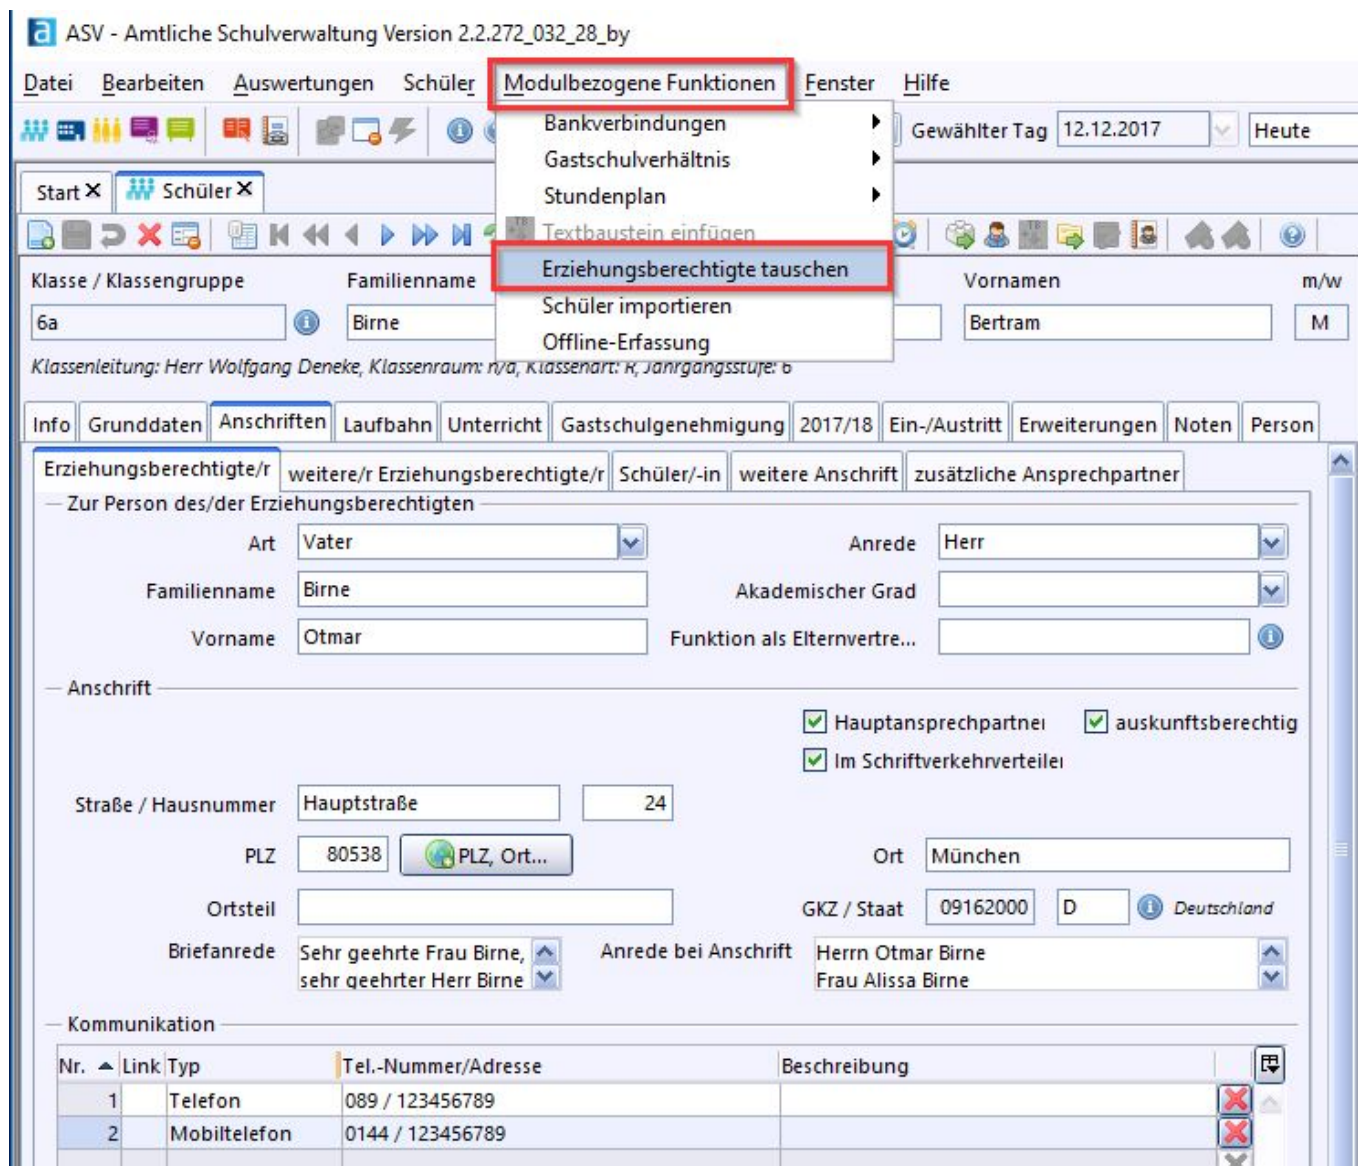 ASV - Amtliche Schulverwaltung Version 2.2.272_032_28_by
Datei Bearbeiten Auswertungen Schüler Modulbezogene Funktionen Fenster Hilfe
Bankverbindungen
Gewählter Tag 12.12.2017 Heute
Gastschulverhältnis
Start Schüler
Stundenplan
Textbaustein einfügen
Erziehungsberechtigte tauschen
Klasse / Klassengruppe Familienname Vornamen m/w
Schüler importieren
6a Birne Bertram M
Offline-Erfassung
Klassenleitung: Herr Wolfgang Deneke, Klassenraum: n/a, Klassenart: R, Jahrgangsstufe: 6
Info Grunddaten Anschriften Laufbahn Unterricht Gastschulgenehmigung 2017/18 Ein-/Austritt Erweiterungen Noten Person
Erziehungsberechtigte/r weitere/r Erziehungsberechtigte/r Schüler/-in weitere Anschrift zusätzliche Ansprechpartner
Zur Person des/der Erziehungsberechtigten
Art Vater Anrede Herr
Familienname Birne Akademischer Grad
Vorname Otmar Funktion als Elternvertre...
Anschrift
Hauptansprechpartner auskunftsberechtig
Im Schriftverkehrverteiler
Straße / Hausnummer Hauptstraße 24
PLZ 80538 PLZ, Ort... Ort München
Ortsteil GKZ / Staat 09162000 D Deutschland
Briefanrede Sehr geehrte Frau Birne, Anrede bei Anschrift Herrn Otmar Birne
sehr geehrter Herr Birne Frau Alissa Birne
Kommunikation
Nr. Link Typ Tel.-Nummer/Adresse Beschreibung
1 Telefon 089 / 123456789
2 Mobiltelefon 0144 / 123456789